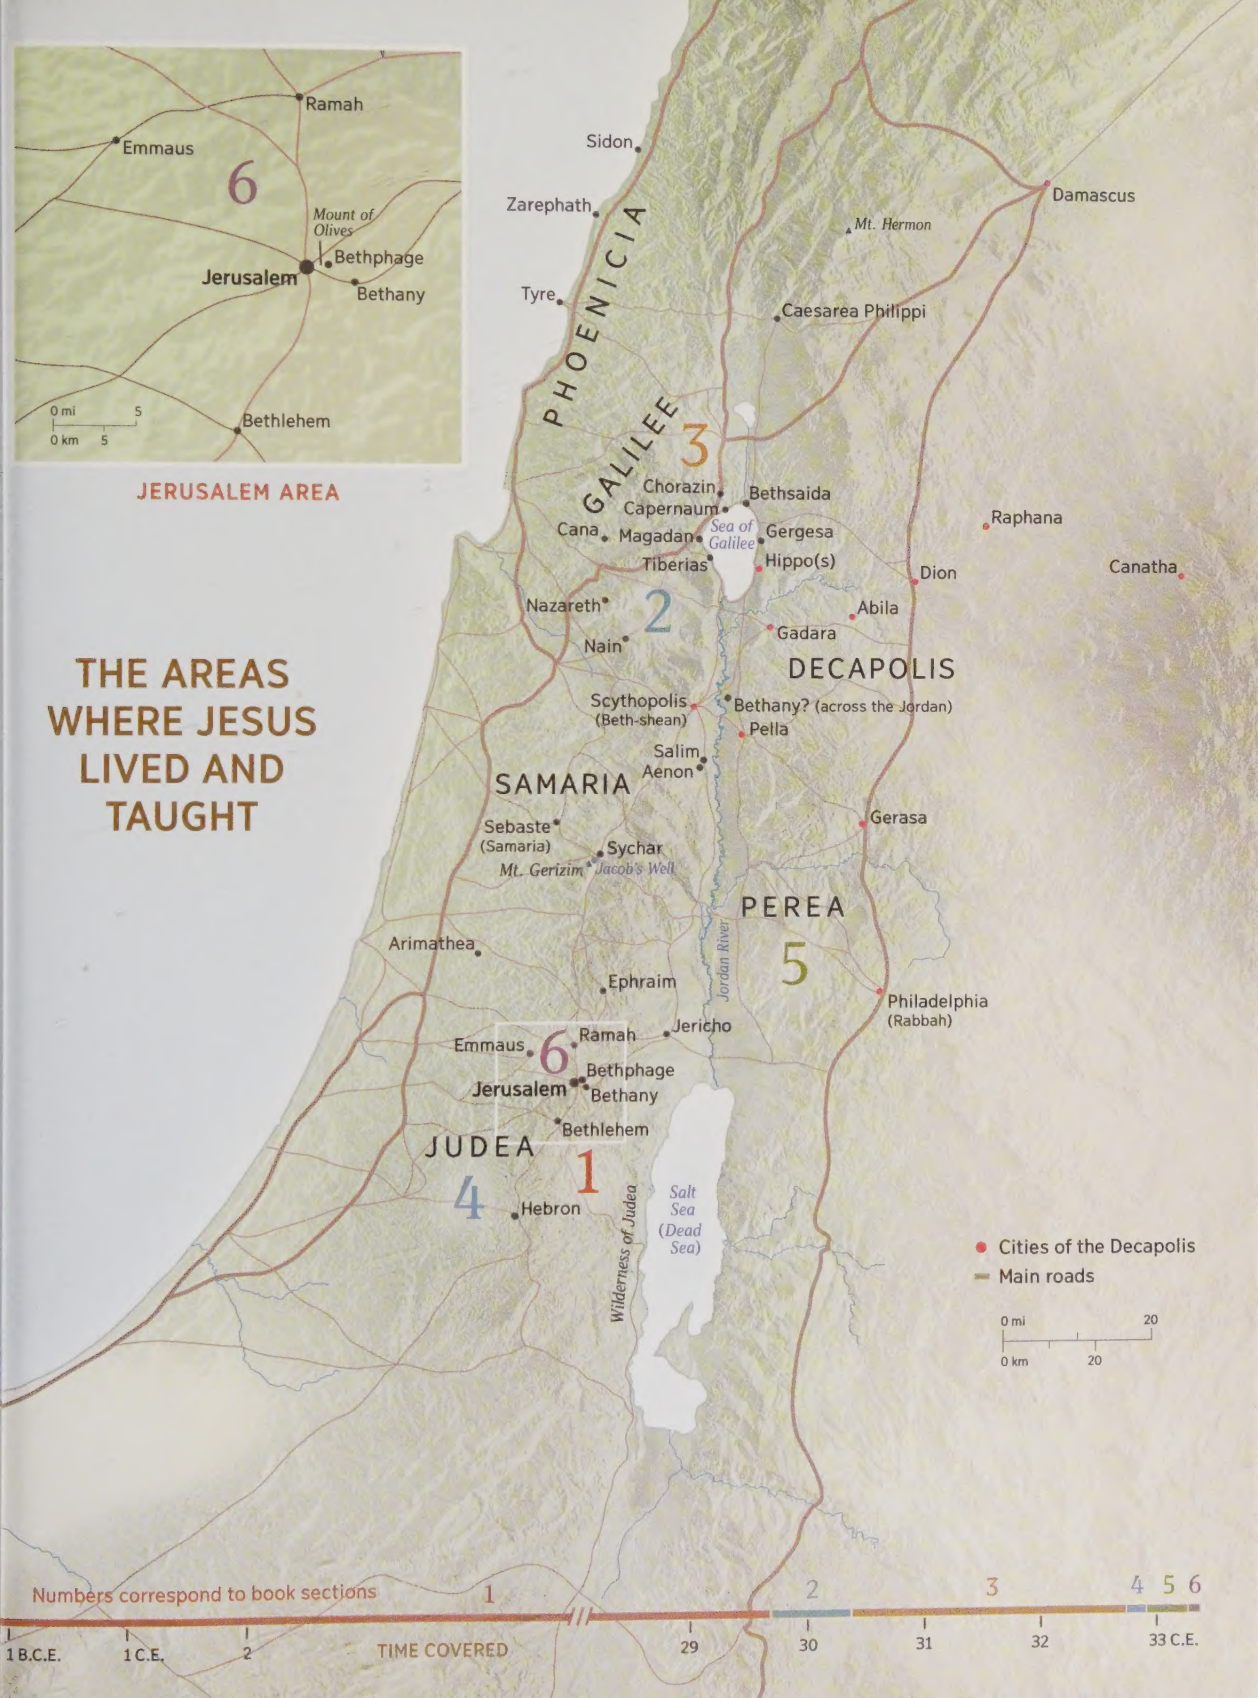 Ramah
Emmaus
6
Mount of
Olives
Bethphage
Jerusalem
Bethany
0 mi 5
0 km 5
Bethlehem
JERUSALEM AREA
THE AREAS
WHERE JESUS
LIVED AND
TAUGHT
Sidon
Zarephath
Damascus
Mt. Hermon
Tyre
PHOENICIA
Caesarea Philippi
GALILEE
3
Chorazin
Bethsaida
Capernaum
Sea of
Galilee
Cana
Magadan
Gergesa
Raphana
Tiberias
Hippo(s)
Dion
Canatha
Nazareth
2
Abila
Nain
Gadara
DECAPOLIS
Scythopolis
(Beth-shean)
Bethany? (across the Jordan)
Pella
Salim
Aenon
SAMARIA
Sebaste
(Samaria)
Sychar
Mt. Gerizim
Jacob's Well
Gerasa
PEREA
5
Jordan River
Arimathea
Ephraim
Philadelphia
(Rabbah)
Jericho
Emmaus
6
Ramah
Bethphage
Jerusalem
Bethany
Bethlehem
JUDEA
1
4
Hebron
Wilderness of Judea
Salt
Sea
(Dead
Sea)
Cities of the Decapolis
Main roads
0 mi 20
0 km 20
Numbers correspond to book sections
1 2 3 4 5 6
1 B.C.E. 1 C.E. 2 TIME COVERED 29 30 31 32 33 C.E.